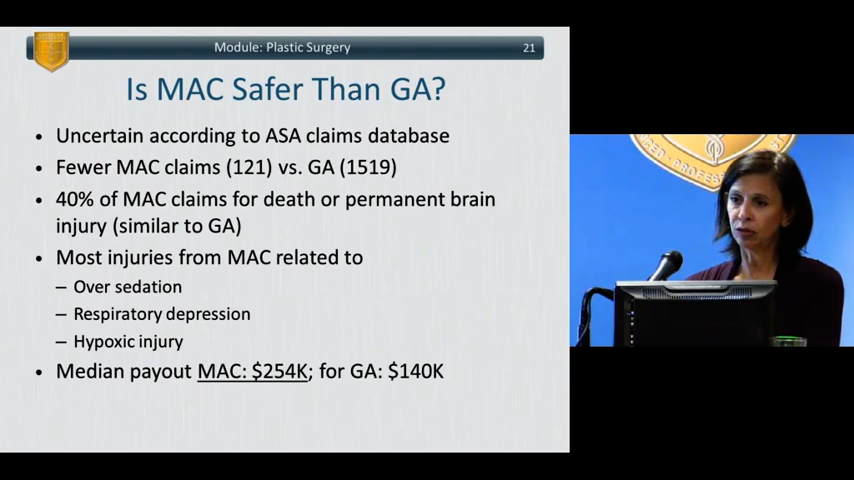 Module: Plastic Surgery 21
Is MAC Safer Than GA?
• Uncertain according to ASA claims database
• Fewer MAC claims (121) vs. GA (1519)
• 40% of MAC claims for death or permanent brain
injury (similar to GA)
• Most injuries from MAC related to
– Over sedation
– Respiratory depression
– Hypoxic injury
• Median payout MAC: $254K; for GA: $140K